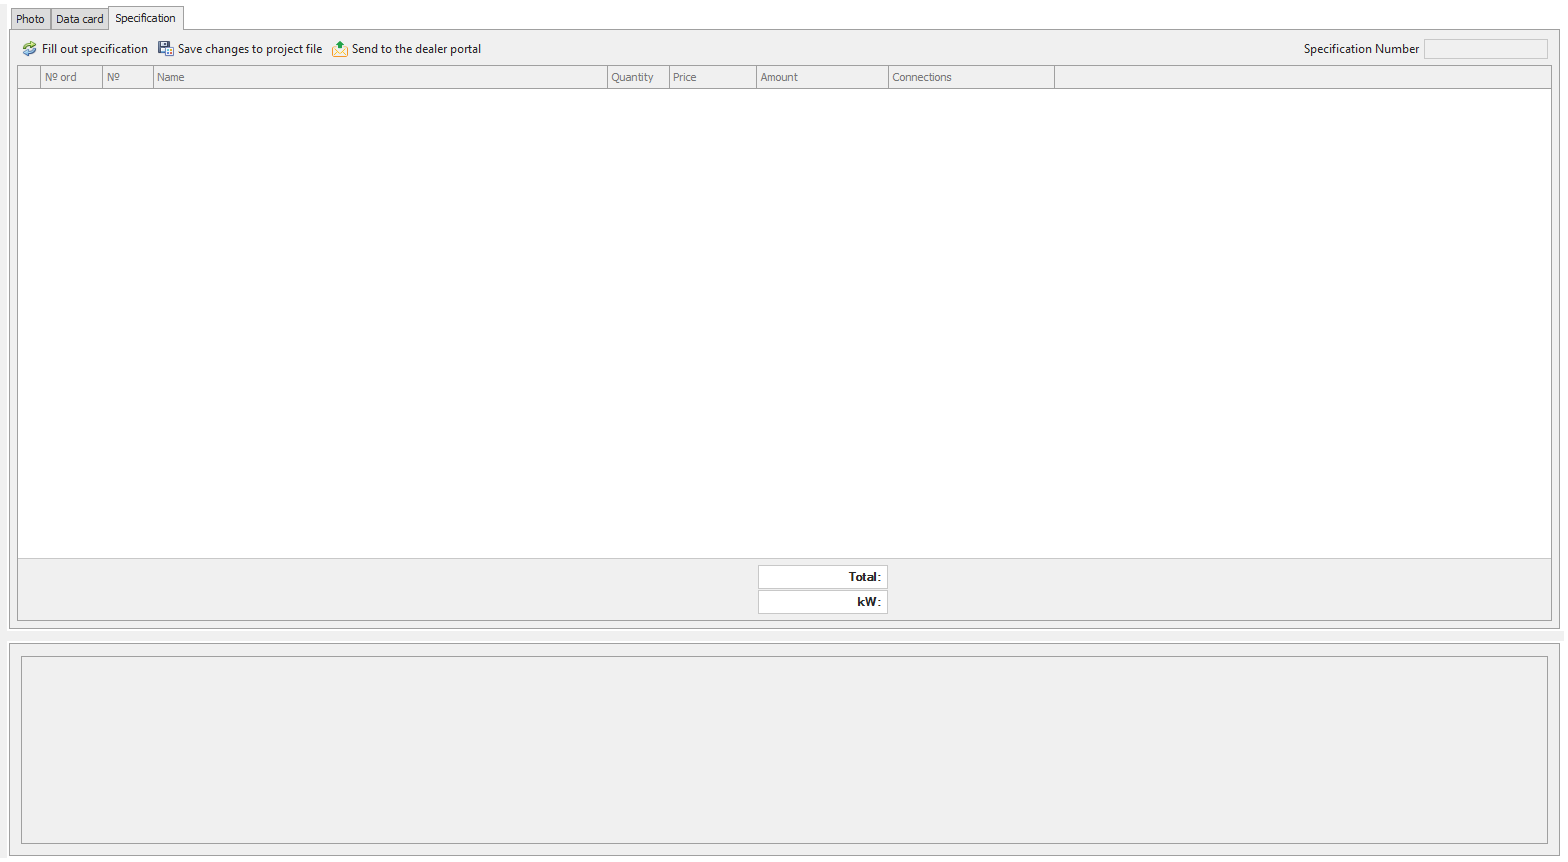 Photo Data card Specification
Fill out specification Save changes to project file Send to the dealer portal Specification Number
Nº ord Nº Name Quantity Price Amount Connections
Total:
kW: